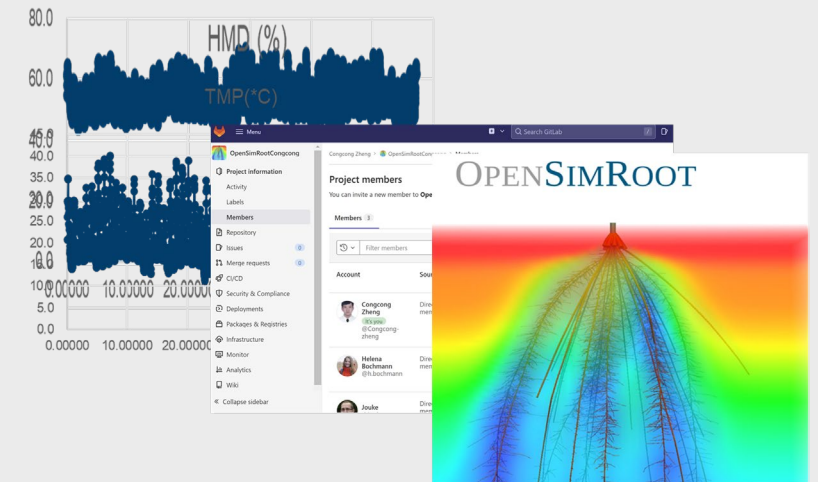 80.0
HMD (%)
60.0
TMP(*C)
40.0
35.0
25.0
20.0
10.0
5.0
0.0
0.00000 10.00000 20.00000
Menu
Search GitLab
/
OpenSimRootCongcong
Project information
Activity
Labels
Members
Repository
Issues 0
Merge requests 0
CI/CD
Security & Compliance
Deployments
Packages & Registries
Infrastructure
Monitor
Analytics
Wiki
Collapse sidebar
Congcong Zheng >
Project members
You can invite a new member to
Members 3
Filter members
Account
Congcong
Zheng
It's you
@Congcong-
zheng
Helena
Bochmann
@h.bochmann
Jouke
OPENSIMROOT